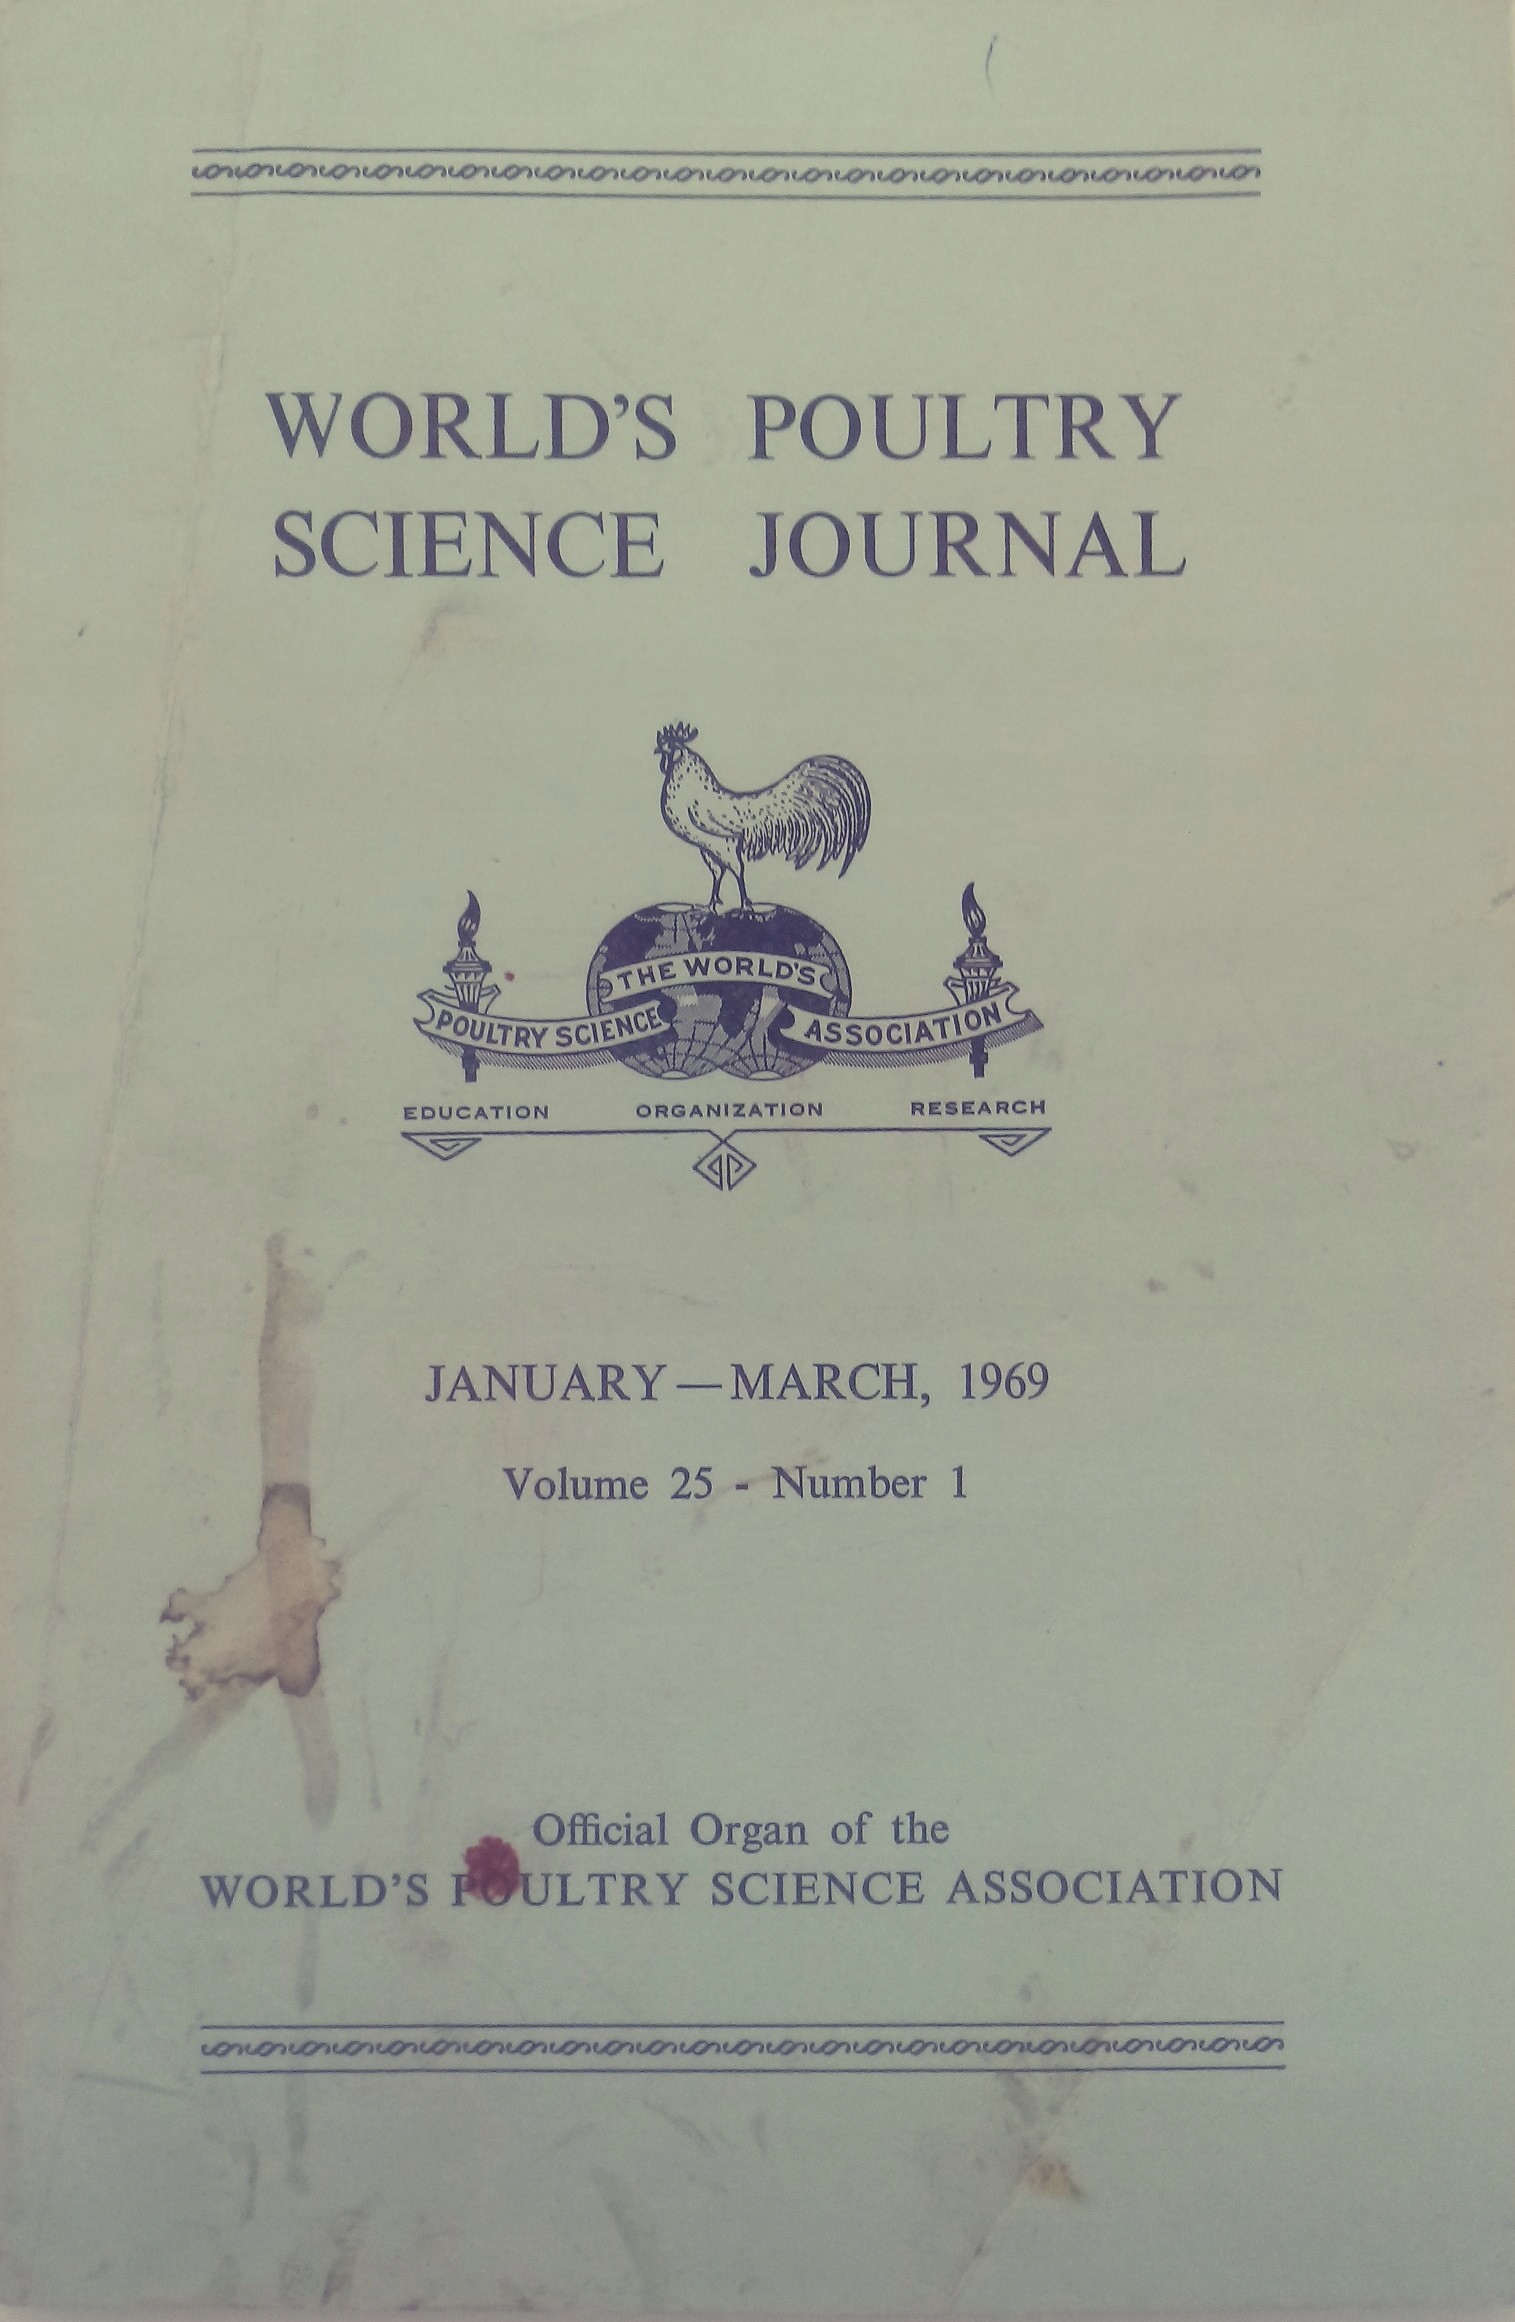 WORLD'S POULTRY
SCIENCE JOURNAL
THE WORLD'S
POULTRY SCIENCE ASSOCIATION
EDUCATION ORGANIZATION RESEARCH
JANUARY — MARCH, 1969
Volume 25 - Number 1
Official Organ of the
WORLD'S POULTRY SCIENCE ASSOCIATION